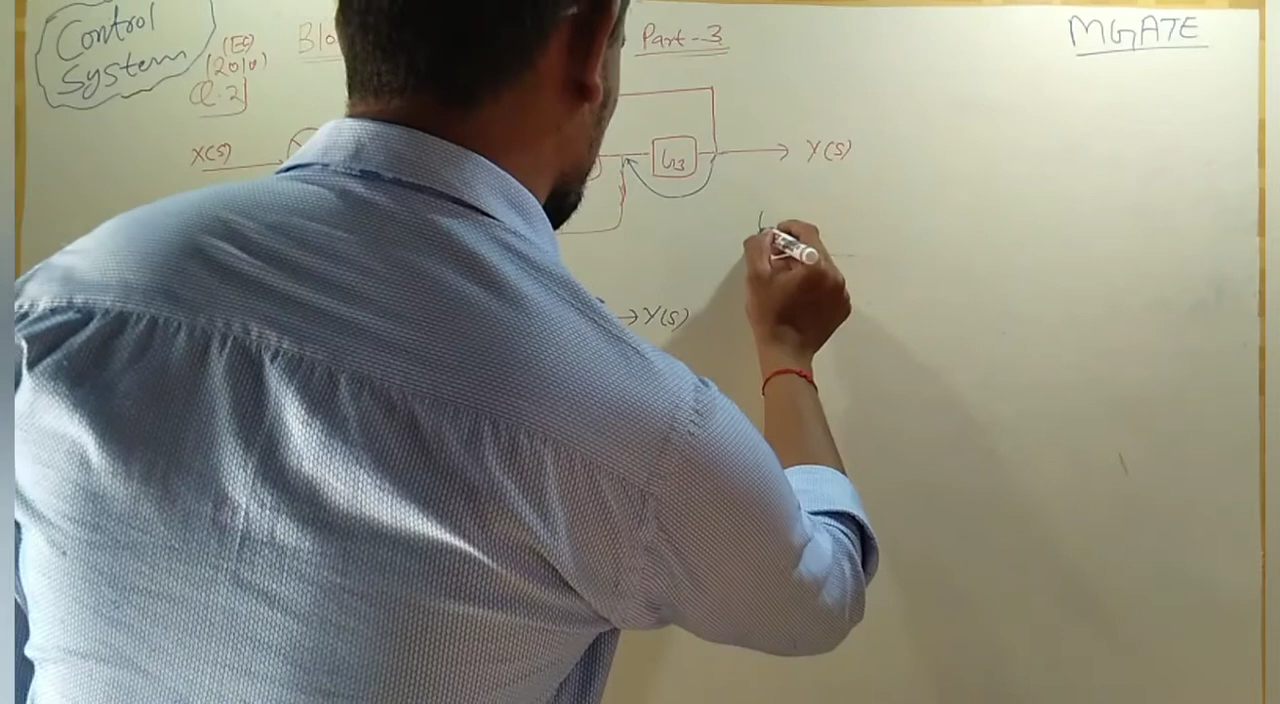 Control
System
(EC)
(2010)
Q.2]
Part-3
MGATE
X(S)
G3
Y(S)
Y(S)